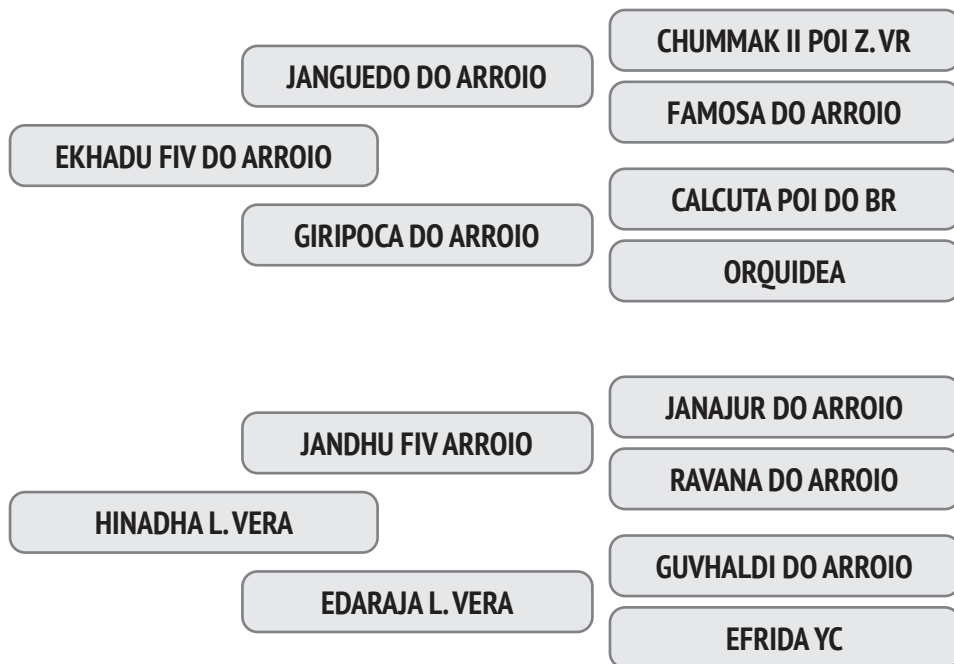 CHUMMAK II POI Z. VR
JANGUEDO DO ARROIO
FAMOSA DO ARROIO
EKHADU FIV DO ARROIO
CALCUTA POI DO BR
GIRIPOCA DO ARROIO
ORQUIDEA
JANAJUR DO ARROIO
JANDHU FIV ARROIO
RAVANA DO ARROIO
HINADHA L. VERA
GUVHALDI DO ARROIO
EDARAJA L. VERA
EFRIDA YC